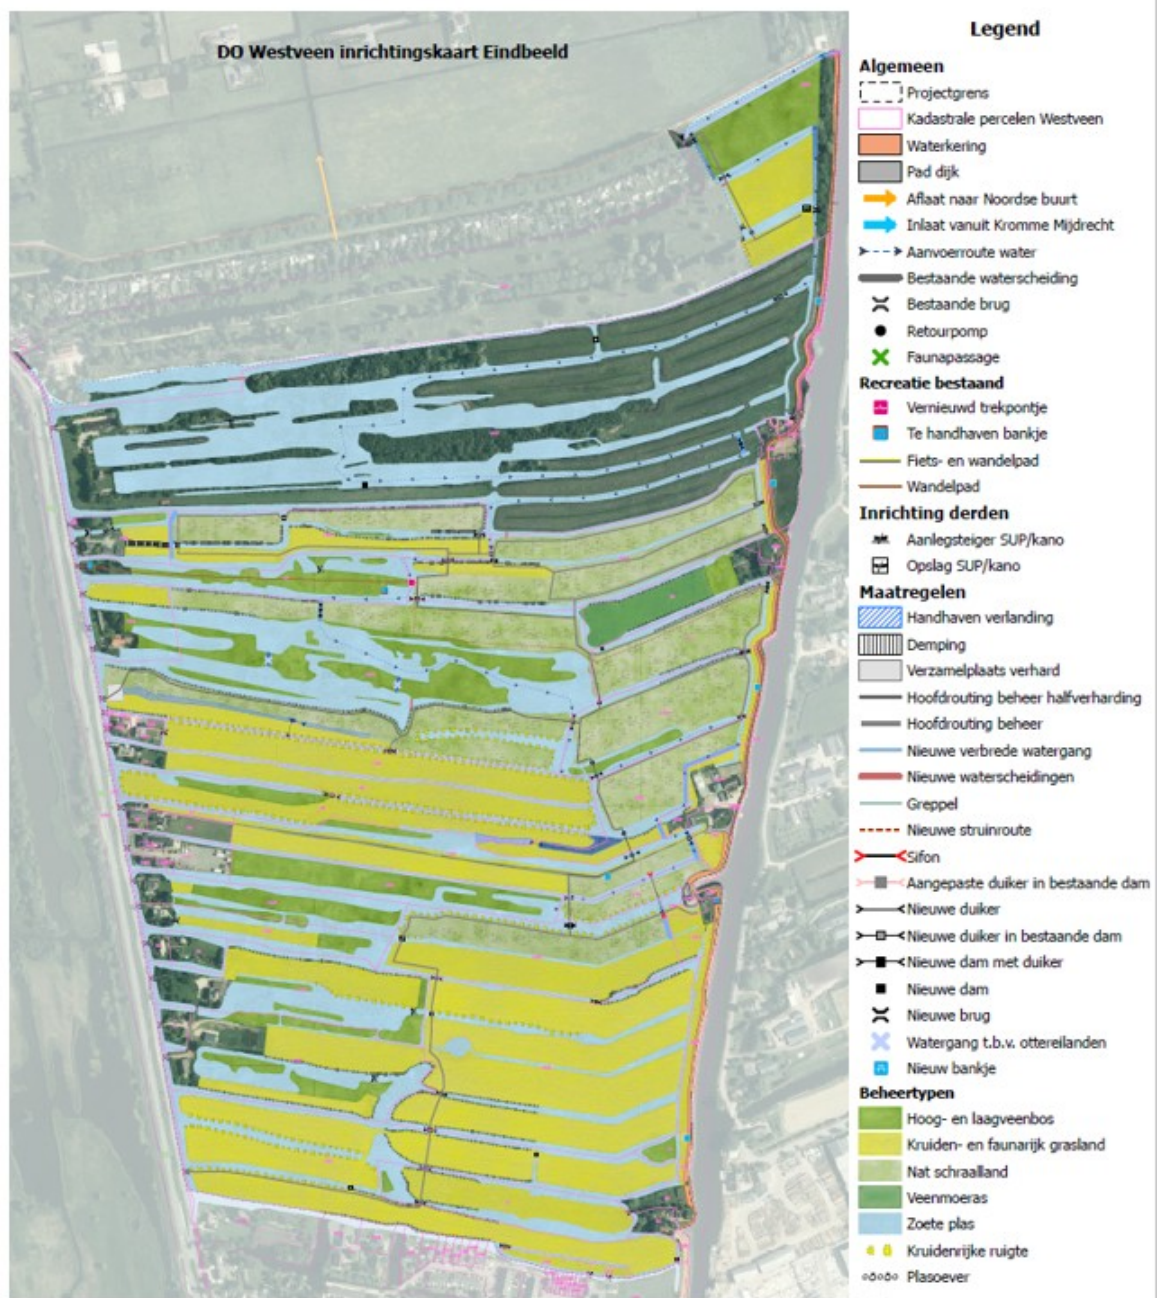 DO Westveen inrichtingskaart Eindbeeld
Legend
Algemeen
Projectgrens
Kadastrale percelen Westveen
Waterkering
Pad dijk
Aflaat naar Noordse buurt
Inlaat vanuit Kromme Mijdrecht
Aanvoerroute water
Bestaande waterscheiding
Bestaande brug
Retourpomp
Faunapassage
Recreatie bestaand
Vernieuwd trekpontje
Te handhaven bankje
Fiets- en wandelpad
Wandelpad
Inrichting derden
Aanlegsteiger SUP/kano
Opslag SUP/kano
Maatregelen
Handhaven verlanding
Demping
Verzamelplaats verhard
Hoofdrouting beheer halfverharding
Hoofdrouting beheer
Nieuwe verbrede watergang
Nieuwe waterscheidingen
Greppel
Nieuwe struinroute
Sifon
Aangepaste duiker in bestaande dam
Nieuwe duiker
Nieuwe duiker in bestaande dam
Nieuwe dam met duiker
Nieuwe dam
Nieuwe brug
Watergang t.b.v. ottereilanden
Nieuw bankje
Beheertypen
Hoog- en laagveenbos
Kruiden- en faunarijk grasland
Nat schraalland
Veenmoeras
Zoete plas
Kruidenrijke ruigte
Plasoever